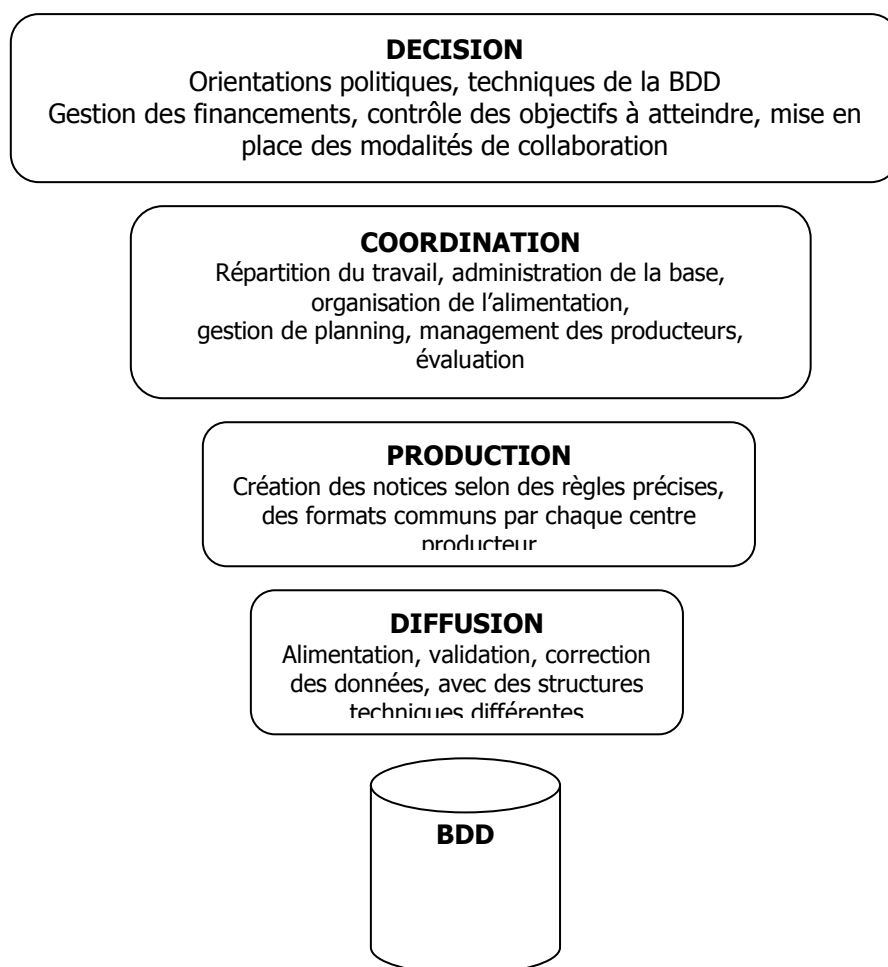 DECISION
Orientations politiques, techniques de la BDD
Gestion des financements, contrôle des objectifs à atteindre, mise en
place des modalités de collaboration
COORDINATION
Répartition du travail, administration de la base,
organisation de l’alimentation,
gestion de planning, management des producteurs,
évaluation
PRODUCTION
Création des notices selon des règles précises,
des formats communs par chaque centre
producteur
DIFFUSION
Alimentation, validation, correction
des données, avec des structures
techniques différentes
BDD